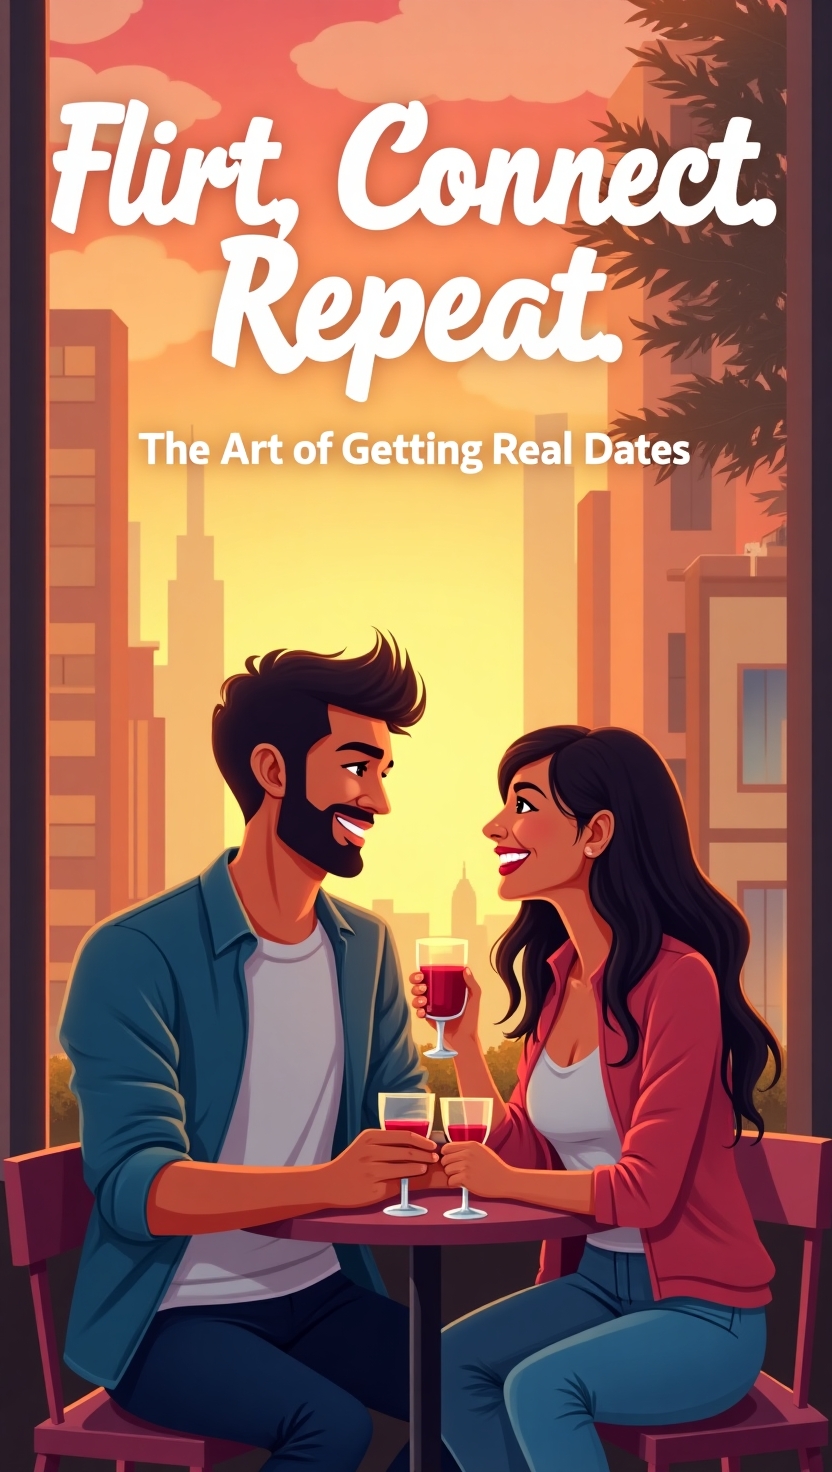 Flirt, Connect.
Repeat.
The Art of Getting Real Dates